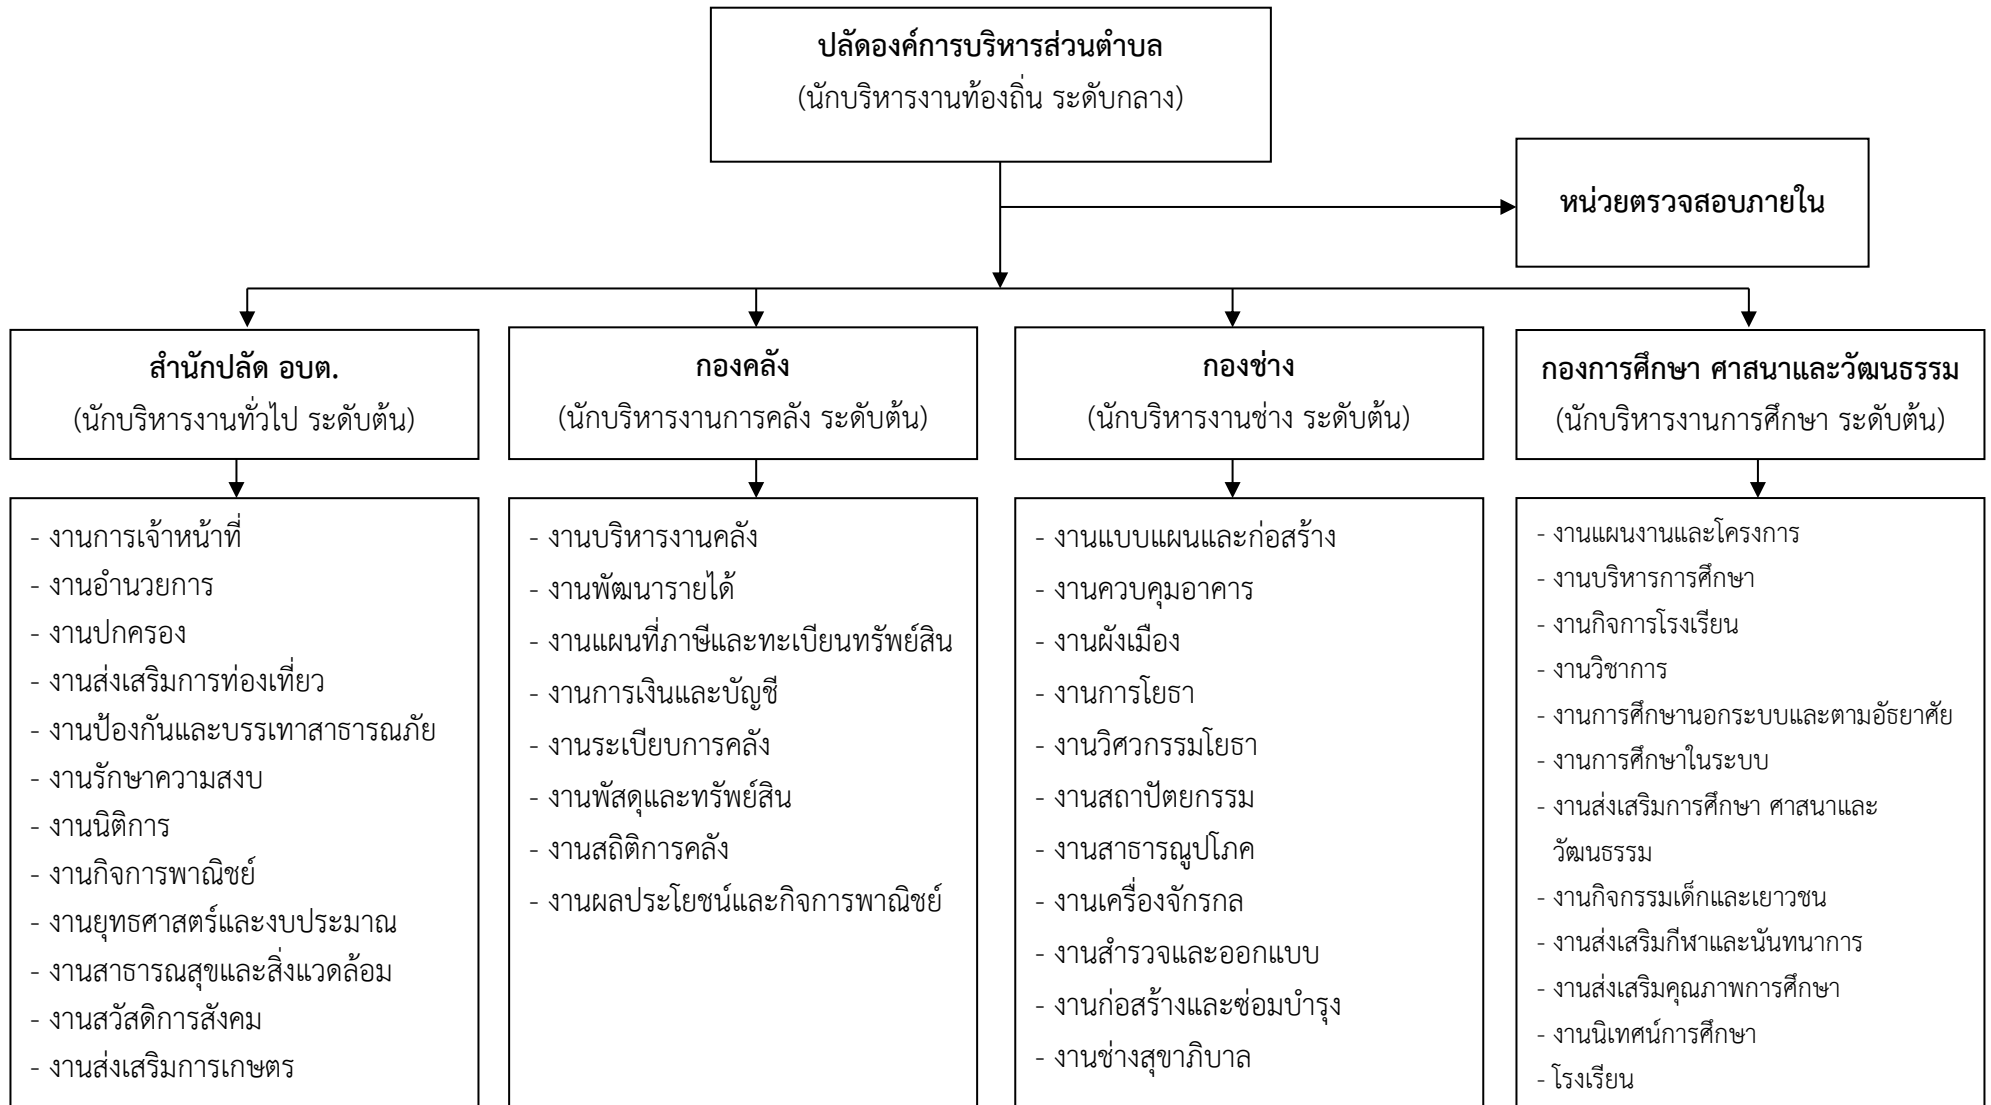 ปลัดองค์การบริหารส่วนตำบล
(นักบริหารงานท้องถิ่น ระดับกลาง)
หน่วยตรวจสอบภายใน
สำนักปลัด อบต.
(นักบริหารงานทั่วไป ระดับต้น)
กองคลัง
(นักบริหารงานการคลัง ระดับต้น)
กองช่าง
(นักบริหารงานช่าง ระดับต้น)
กองการศึกษา ศาสนาและวัฒนธรรม
(นักบริหารงานการศึกษา ระดับต้น)
- งานการเจ้าหน้าที่
- งานอำนวยการ
- งานปกครอง
- งานส่งเสริมการท่องเที่ยว
- งานป้องกันและบรรเทาสาธารณภัย
- งานรักษาความสงบ
- งานนิติการ
- งานกิจการพาณิชย์
- งานยุทธศาสตร์และงบประมาณ
- งานสาธารณสุขและสิ่งแวดล้อม
- งานสวัสดิการสังคม
- งานส่งเสริมการเกษตร
- งานบริหารงานคลัง
- งานพัฒนารายได้
- งานแผนที่ภาษีและทะเบียนทรัพย์สิน
- งานการเงินและบัญชี
- งานระเบียบการคลัง
- งานพัสดุและทรัพย์สิน
- งานสถิติการคลัง
- งานผลประโยชน์และกิจการพาณิชย์
- งานแบบแผนและก่อสร้าง
- งานควบคุมอาคาร
- งานผังเมือง
- งานการโยธา
- งานวิศวกรรมโยธา
- งานสถาปัตยกรรม
- งานสาธารณูปโภค
- งานเครื่องจักรกล
- งานสำรวจและออกแบบ
- งานก่อสร้างและซ่อมบำรุง
- งานช่างสุขาภิบาล
- งานแผนงานและโครงการ
- งานบริหารการศึกษา
- งานกิจการโรงเรียน
- งานวิชาการ
- งานการศึกษานอกระบบและตามอัธยาศัย
- งานการศึกษาในระบบ
- งานส่งเสริมการศึกษา ศาสนาและ
วัฒนธรรม
- งานกิจกรรมเด็กและเยาวชน
- งานส่งเสริมกีฬาและนันทนาการ
- งานส่งเสริมคุณภาพการศึกษา
- งานนิเทศน์การศึกษา
- โรงเรียน